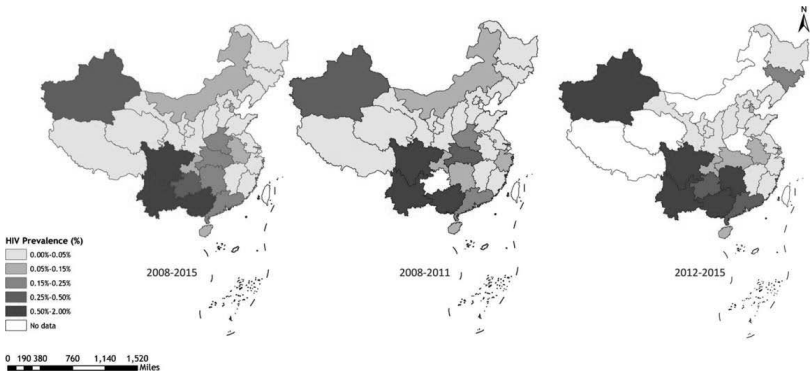 N
HIV Prevalence (%)
0.00%-0.05%
0.05%-0.15%
0.15%-0.25%
0.25%-0.50%
0.50%-2.00%
No data
2008-2015
2008-2011
2012-2015
0 190 380 760 1,140 1,520
Miles